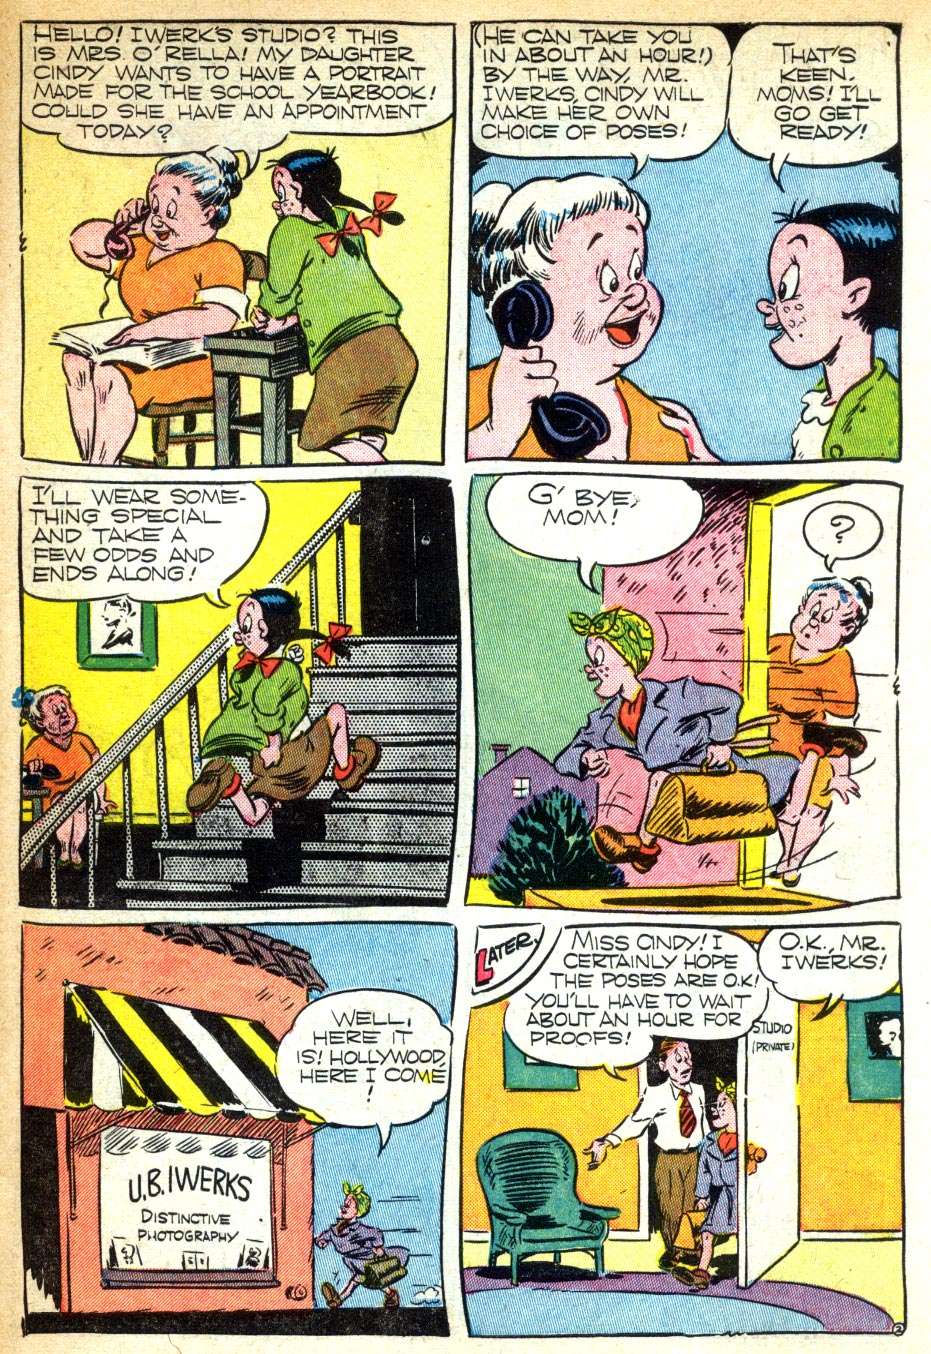 HELLO! IWERK'S STUDIO? THIS
IS MRS. O'RELLA! MY DAUGHTER
CINDY WANTS TO HAVE A PORTRAIT
MADE FOR THE SCHOOL YEARBOOK!
COULD SHE HAVE AN APPOINTMENT
TODAY?
(HE CAN TAKE YOU
IN ABOUT AN HOUR!)
BY THE WAY, MR.
IWERKS, CINDY WILL
MAKE HER OWN
CHOICE OF POSES!
THAT'S
KEEN,
MOMS! I'LL
GO GET
READY!
I'LL WEAR SOME-
THING SPECIAL
AND TAKE A
FEW ODDS AND
ENDS ALONG!
G'BYE,
MOM!
?
WELL,
HERE IT
IS! HOLLYWOOD,
HERE I COME
!
U.B. IWERKS
DISTINCTIVE
PHOTOGRAPHY
LATER,
MISS CINDY! I
CERTAINLY HOPE
THE POSES ARE O.K!
YOU'LL HAVE TO WAIT
ABOUT AN HOUR FOR
PROOFS!
O.K., MR.
IWERKS!
STUDIO
(PRIVATE)
2